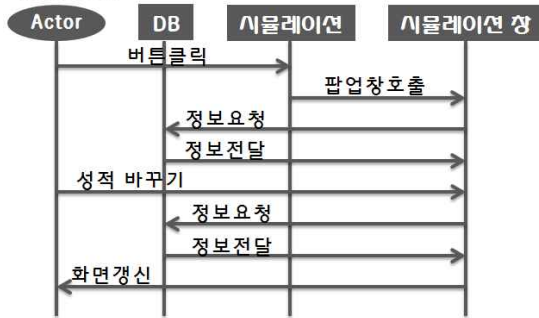 Actor DB 시뮬레이션 시뮬레이션 창
버튼클릭
팝업창호출
정보요청
정보전달
성적 바꾸기
정보요청
정보전달
화면갱신